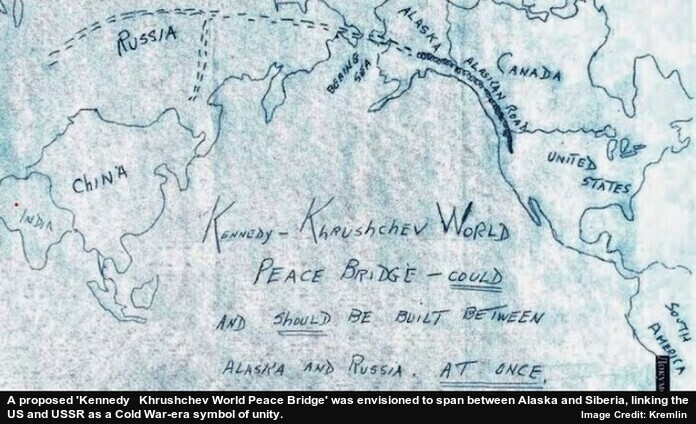 ALASKA
RUSSIA
BERING
SEA
ALASKAN ROAD
CANADA
CHINA
UNITED
STATES
INDIA
KENNEDY - KHRUSHCHEV WORLD
PEACE BRIDGE - COULD
AND SHOULD BE BUILT BETWEEN
ALASKA AND RUSSIA. AT ONCE.
SOUTH
AMERICA
A proposed 'Kennedy Khrushchev World Peace Bridge' was envisioned to span between Alaska and Siberia, linking the
US and USSR as a Cold War-era symbol of unity.
Image Credit: Kremlin